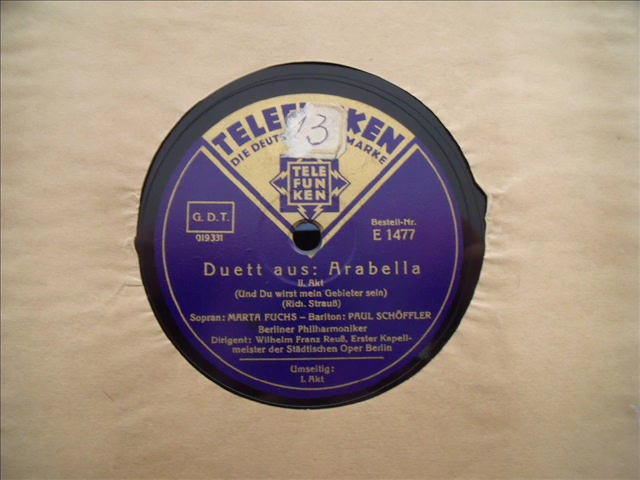 TELEFUNKEN
13
DIE DEUTSCHE MARKE
TELE
FUN
KEN
G. D. T.
019331
Bestell-Nr.
E 1477
Duett aus: Arabella
II. Akt
(Und Du wirst mein Gebieter sein)
(Rich. Strauß)
Sopran: MARTA FUCHS – Bariton: PAUL SCHÖFFLER
Berliner Philharmoniker
Dirigent: Wilhelm Franz Reuß, Erster Kapell-
meister der Städtischen Oper Berlin
Umseitig:
I. Akt